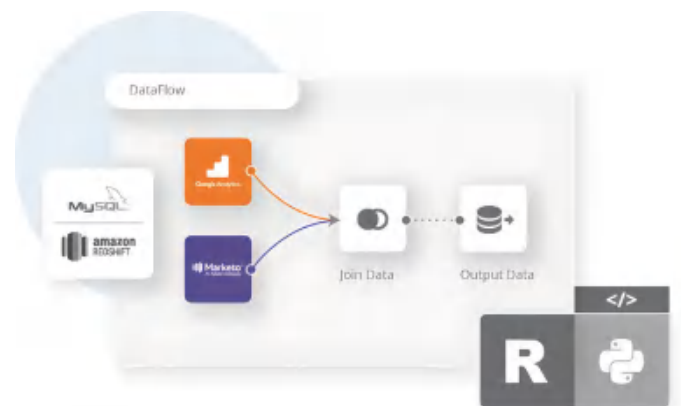 DataFlow
Google Analytics
MySQL
amazon
REDSHIFT
Marketo
Join Data
Output Data
</>
R